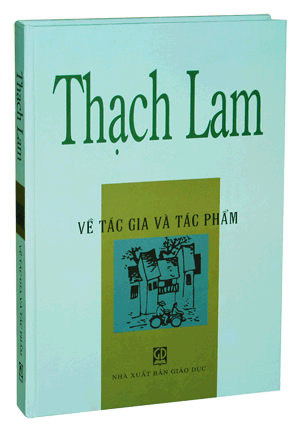 Thạch Lam
VỀ TÁC GIA VÀ TÁC PHẨM
NHÀ XUẤT BẢN GIÁO DỤC
Thạch Lam
VỀ TÁC GIA VÀ TÁC PHẨM